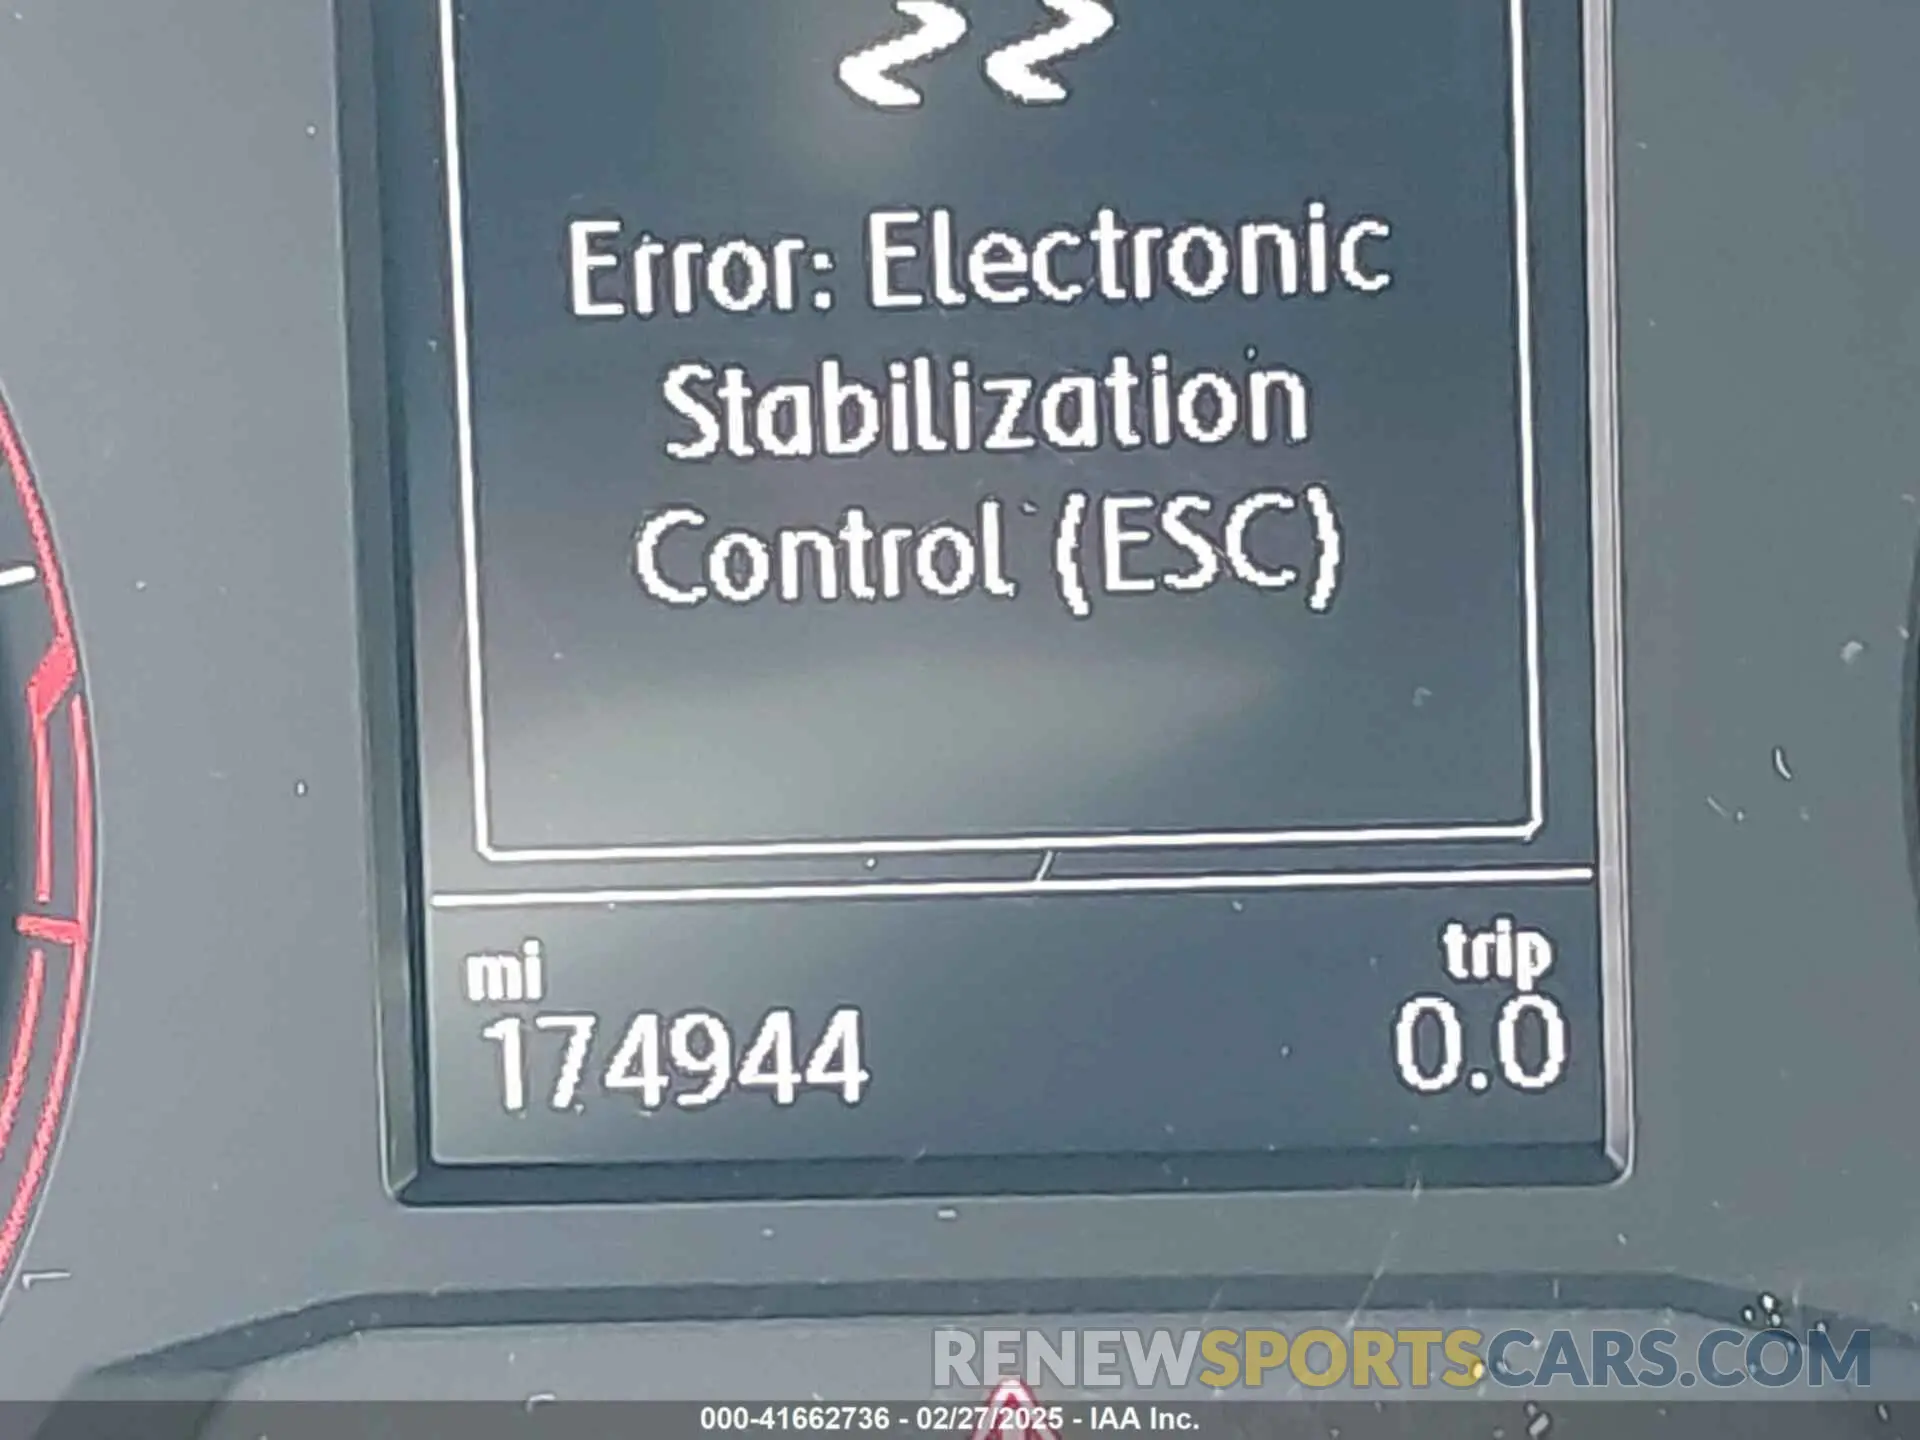 Error: Electronic
Stabilization
Control (ESC)
mi
trip
174944
0.0
RENEWSPORTSCARS.COM
000-41662736 - 02/27/2025 - IAA Inc.